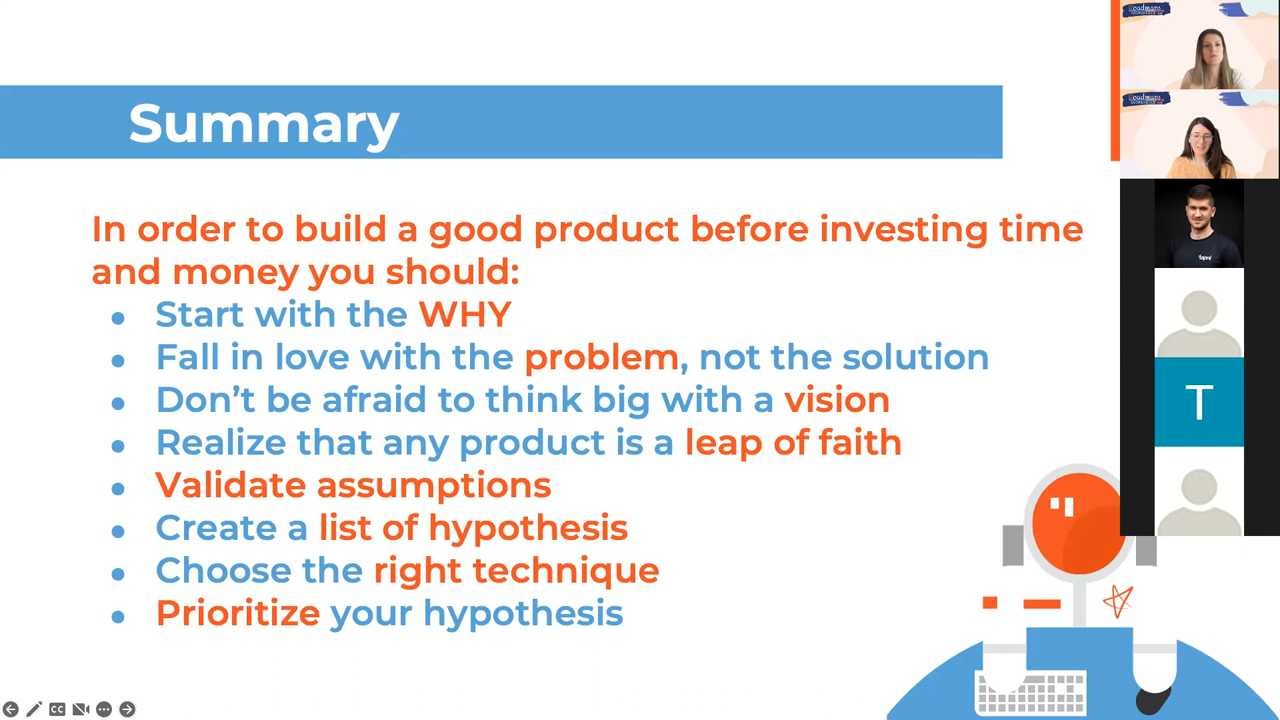 Summary
In order to build a good product before investing time
and money you should:
Start with the WHY
Fall in love with the problem, not the solution
Don’t be afraid to think big with a vision
Realize that any product is a leap of faith
Validate assumptions
Create a list of hypothesis
Choose the right technique
Prioritize your hypothesis
T
CC